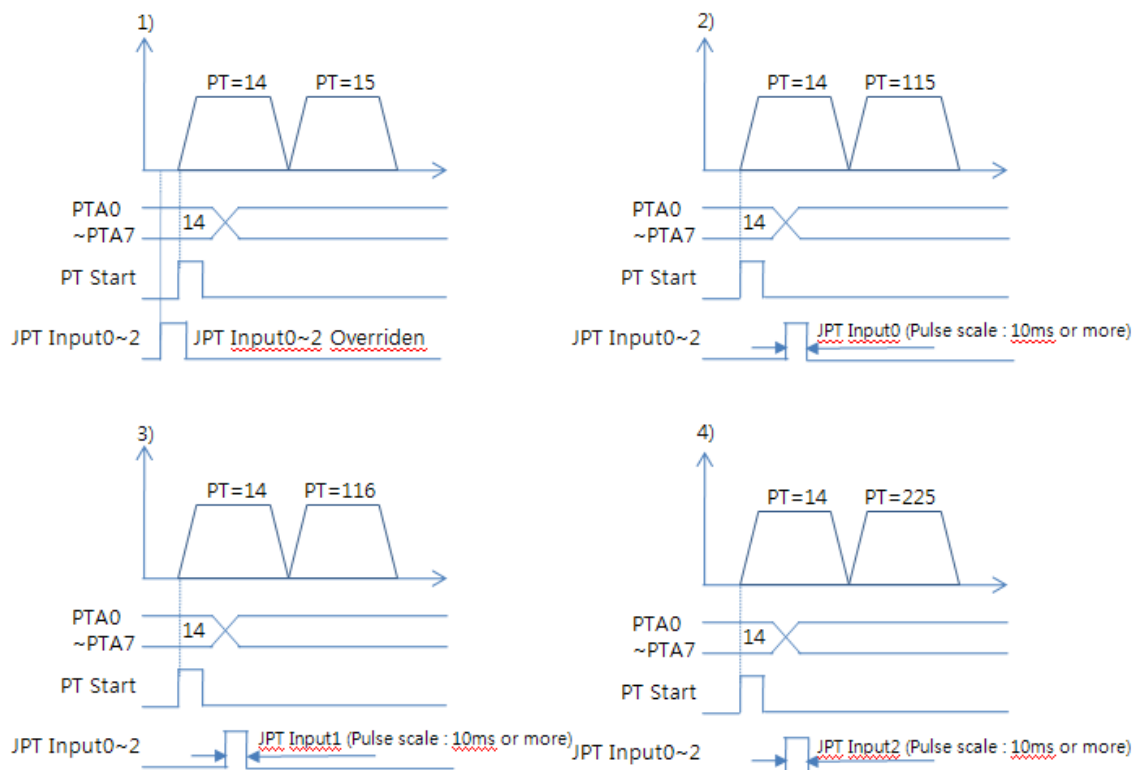 1)
PT=14 PT=15
PTA0
~PTA7
14
PT Start
JPT Input0~2 JPT Input0~2 Overriden
2)
PT=14 PT=115
PTA0
~PTA7
14
PT Start
JPT Input0~2 JPT Input0 (Pulse scale : 10ms or more)
3)
PT=14 PT=116
PTA0
~PTA7
14
PT Start
JPT Input0~2 JPT Input1 (Pulse scale : 10ms or more)
4)
PT=14 PT=225
PTA0
~PTA7
14
PT Start
JPT Input0~2 JPT Input2 (Pulse scale : 10ms or more)